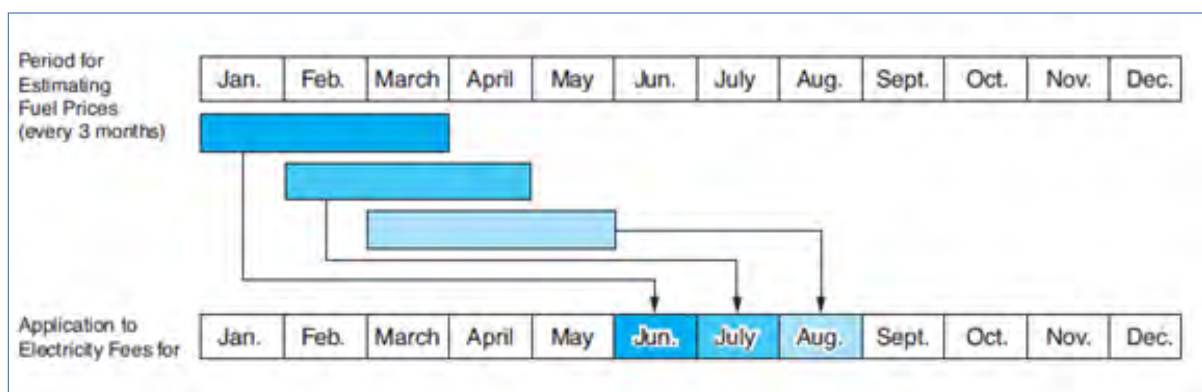 Period for
Estimating
Fuel Prices
(every 3 months)
Jan. Feb. March April May Jun. July Aug. Sept. Oct. Nov. Dec.
Application to
Electricity Fees for
Jan. Feb. March April May Jun. July Aug. Sept. Oct. Nov. Dec.